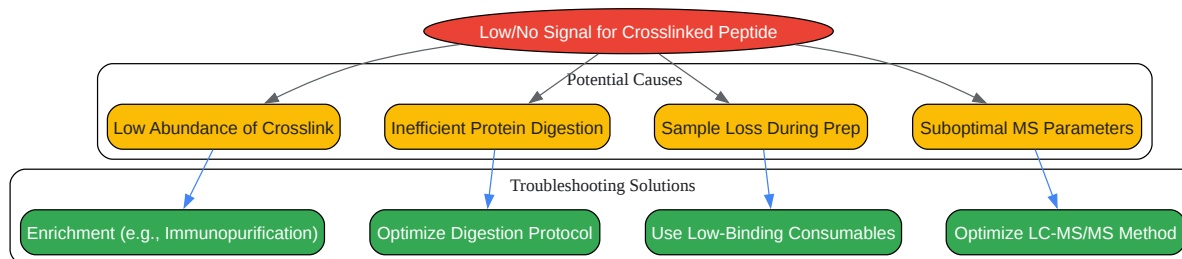 Low/No Signal for Crosslinked Peptide
Potential Causes
Low Abundance of Crosslink
Inefficient Protein Digestion
Sample Loss During Prep
Suboptimal MS Parameters
Troubleshooting Solutions
Enrichment (e.g., Immunopurification)
Optimize Digestion Protocol
Use Low-Binding Consumables
Optimize LC-MS/MS Method